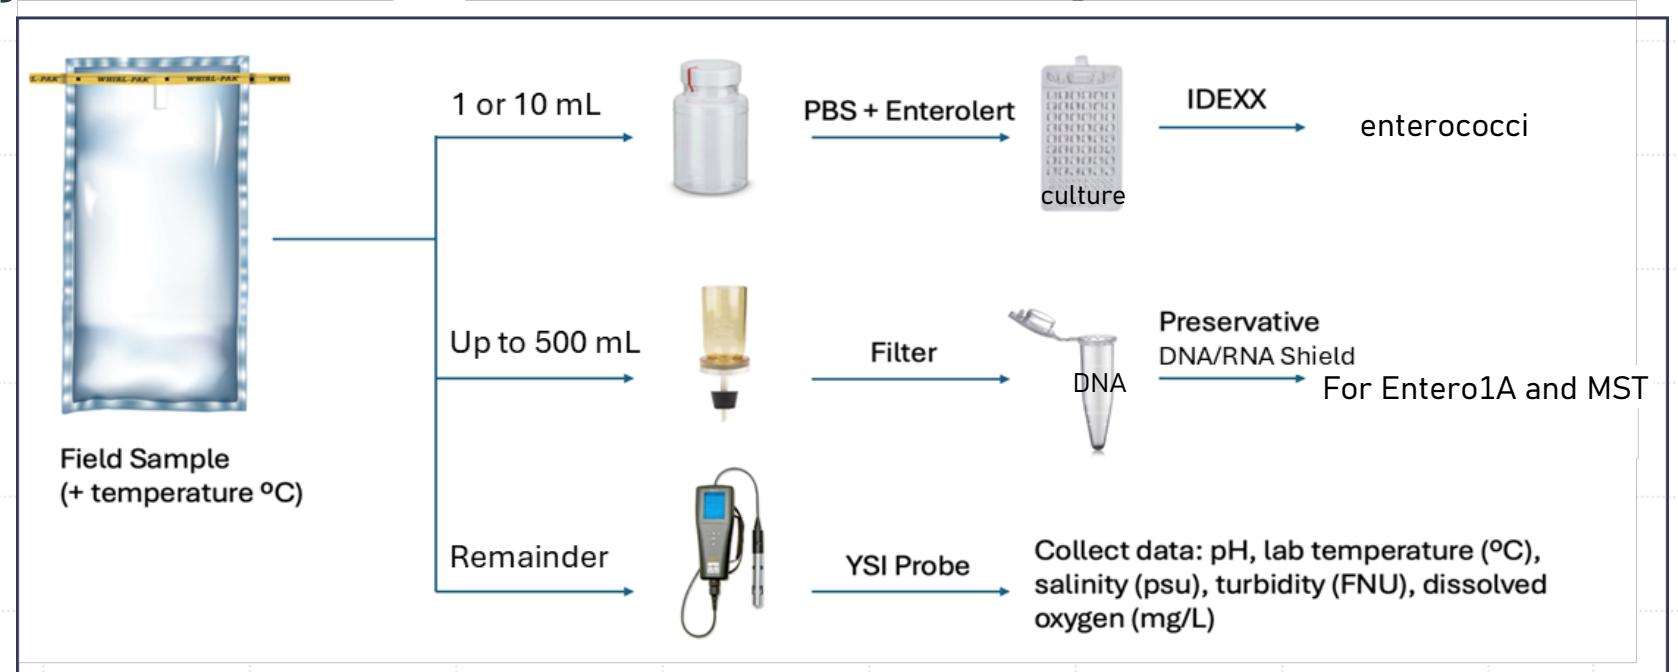 L-PAK WHIRL-PAK WHIRL-PAK WHI
1 or 10 mL
PBS + Enterolert
culture
IDEXX
enterococci
Up to 500 mL
Filter
DNA
Preservative
DNA/RNA Shield
For Entero1A and MST
Field Sample
(+ temperature ºC)
Remainder
YSI Probe
Collect data: pH, lab temperature (ºC),
salinity (psu), turbidity (FNU), dissolved
oxygen (mg/L)